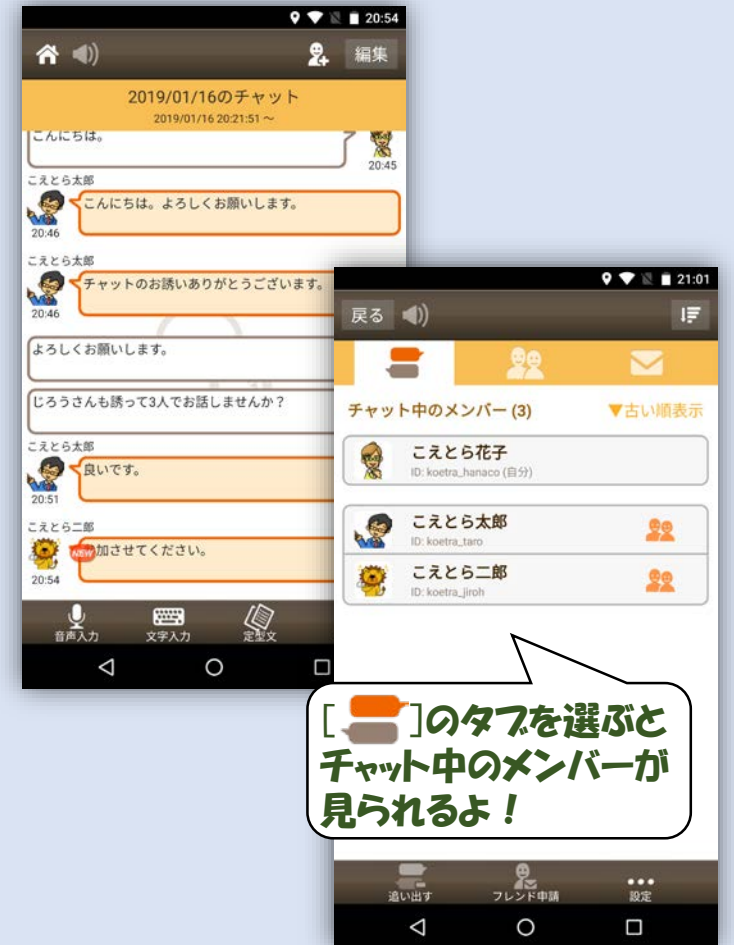 20:54
編集
2019/01/16のチャット
2019/01/16 20:21:51 ～
こんにちは。
20:45
こえとら太郎
こんにちは。よろしくお願いします。
20:46
こえとら太郎
チャットのお誘いありがとうございます。
20:46
よろしくお願いします。
じろうさんも誘って3人でお話しませんか？
こえとら太郎
良いです。
20:51
こえとら二郎
NEW
加させてください。
20:54
音声入力
文字入力
定型文
21:01
戻る
チャット中のメンバー (3)
▼古い順表示
こえとら花子
ID: koetra_hanaco (自分)
こえとら太郎
ID: koetra_taro
こえとら二郎
ID: koetra_jiroh
[ ]のタブを選ぶと
チャット中のメンバーが
見られるよ！
追い出す
フレンド申請
設定